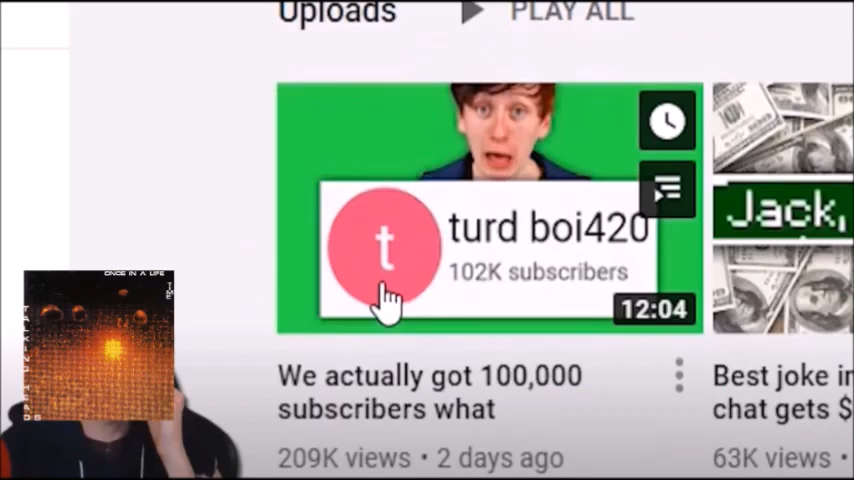 Uploads
PLAY ALL
turd boi420
102K subscribers
12:04
Jack,
We actually got 100,000
subscribers what
209K views • 2 days ago
Best joke in
chat gets $
63K views •
ONCE IN A LIFE